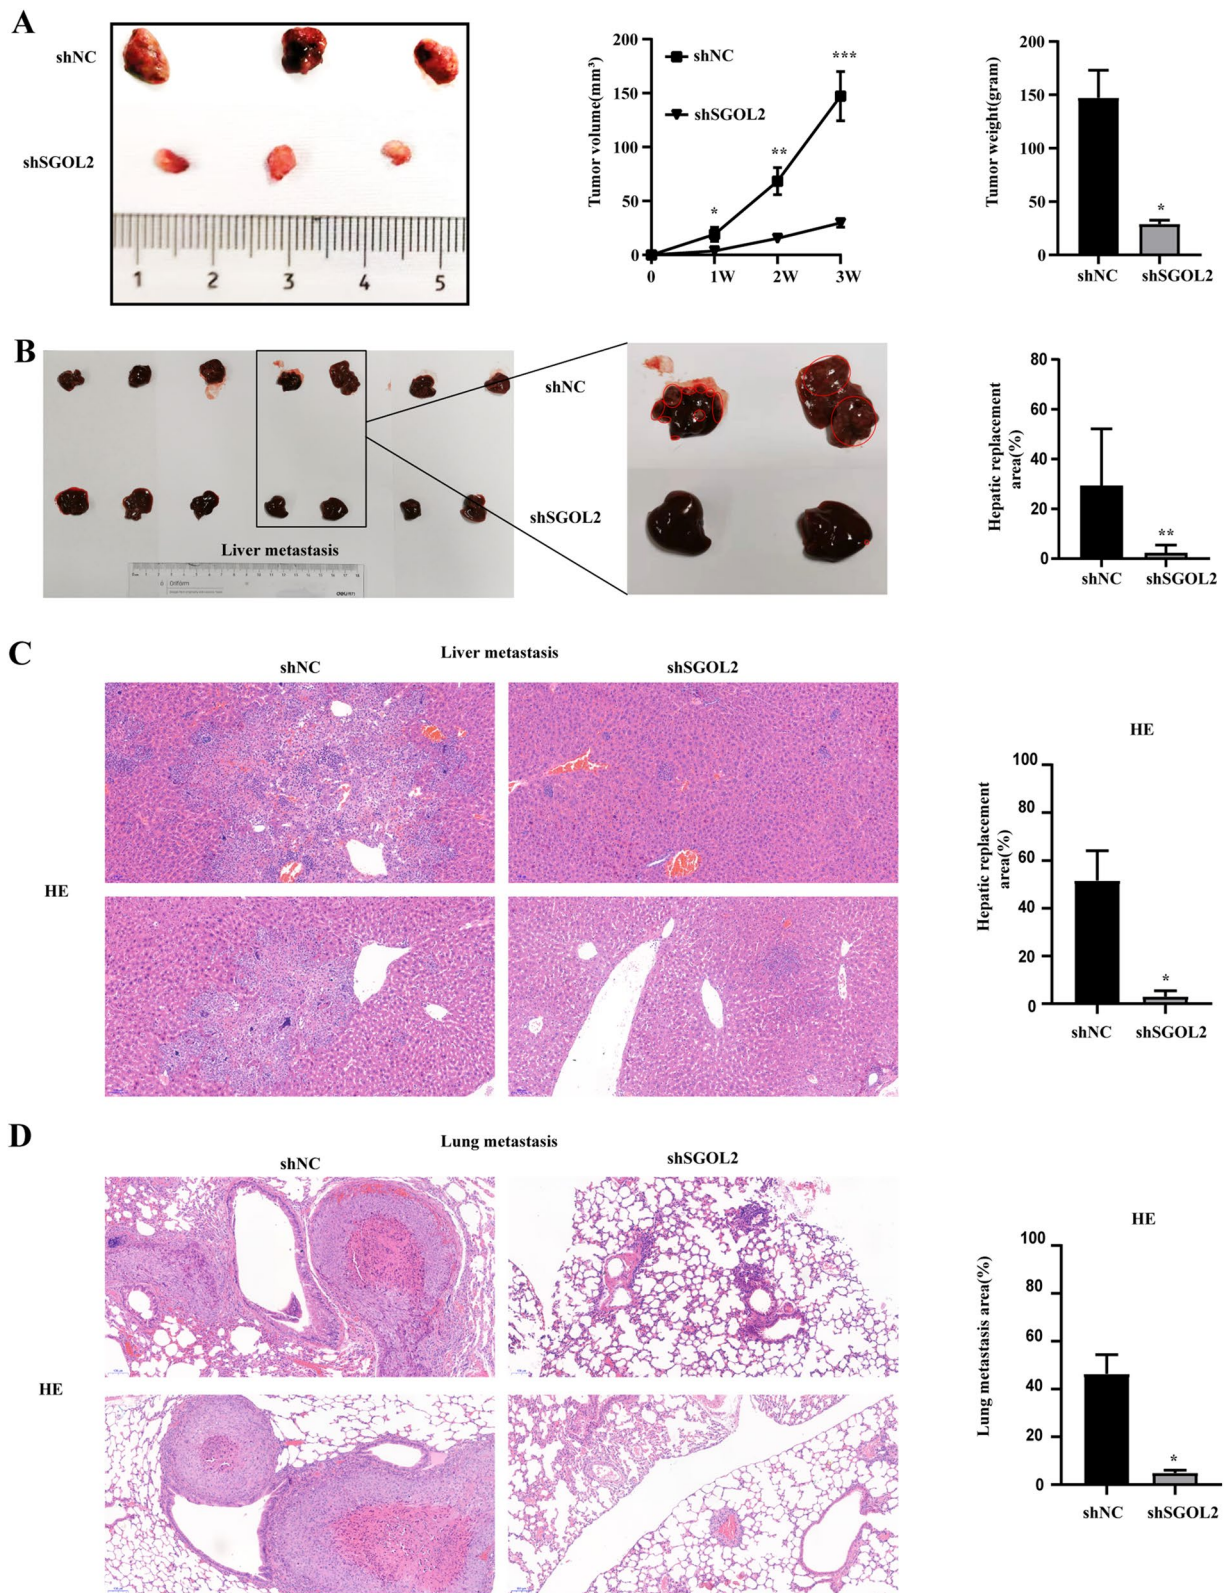 A
shNC
shSGOL2
1 2 3 4 5
Tumor volume(mm³)
200
150
100
50
0
shNC
shSGOL2
*
**
***
0 1W 2W 3W
Tumor weight(gram)
200
150
100
50
0
*
shNC shSGOL2
B
shNC
shSGOL2
Liver metastasis
Deli
Hepatic replacement
area(%)
80
60
40
20
0
**
shNC shSGOL2
C
Liver metastasis
shNC shSGOL2
HE
HE
Hepatic replacement
area(%)
100
80
60
40
20
0
*
shNC shSGOL2
D
Lung metastasis
shNC shSGOL2
HE
HE
Lung metastasis area(%)
100
80
60
40
20
0
*
shNC shSGOL2